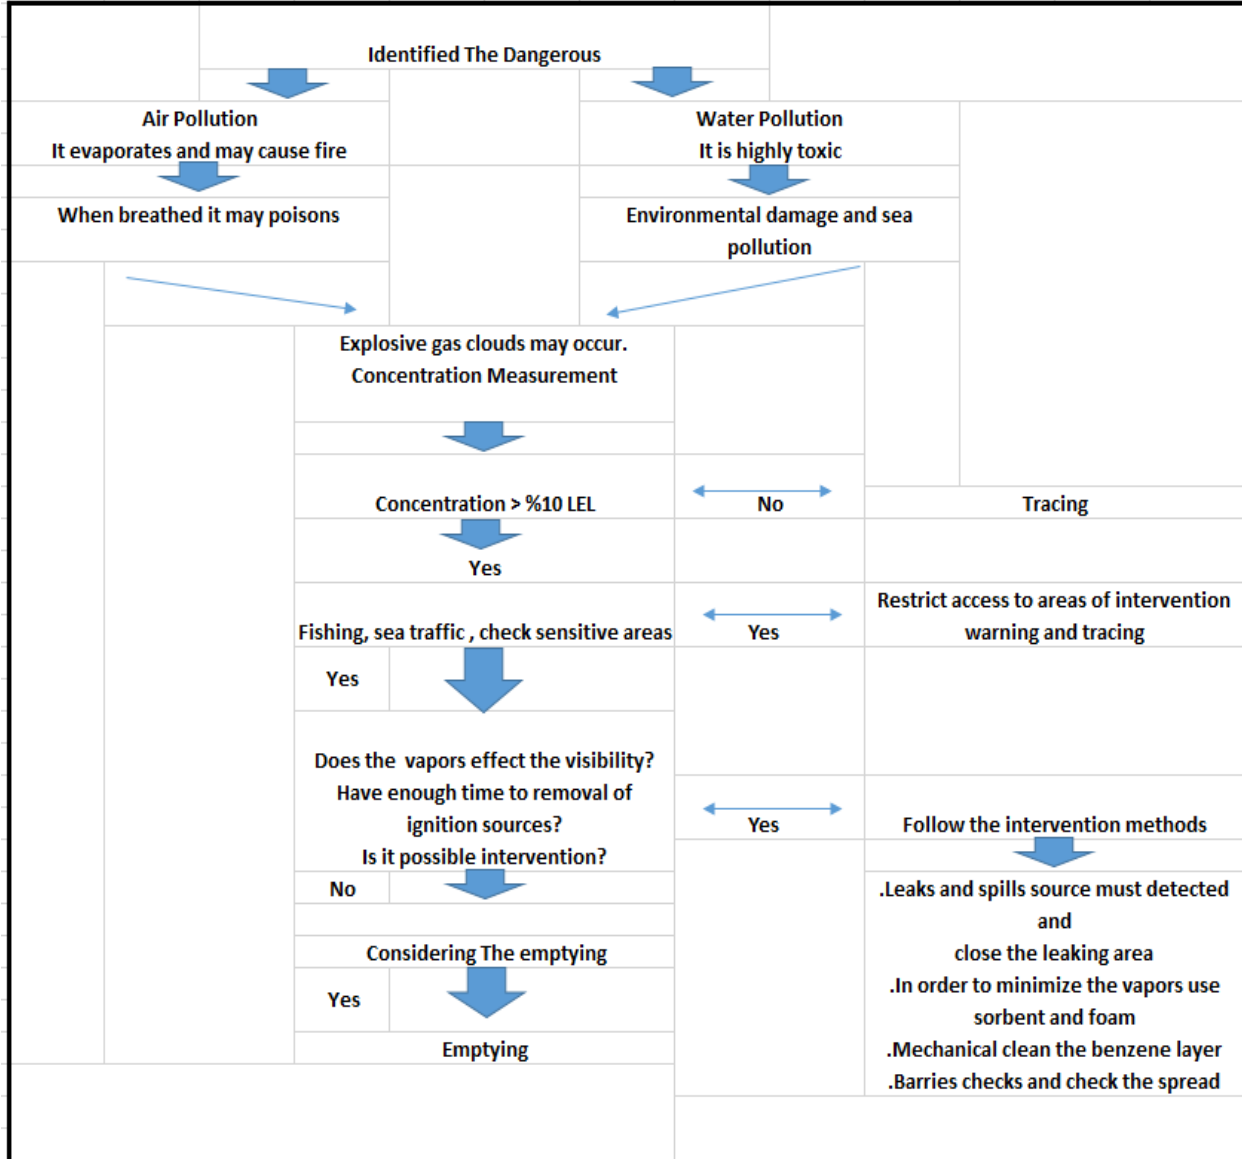 Identified The Dangerous
Air Pollution
It evaporates and may cause fire
Water Pollution
It is highly toxic
When breathed it may poisons
Environmental damage and sea
pollution
Explosive gas clouds may occur.
Concentration Measurement
Concentration > %10 LEL
No
Tracing
Yes
Fishing, sea traffic , check sensitive areas
Yes
Restrict access to areas of intervention
warning and tracing
Yes
Does the vapors effect the visibility?
Have enough time to removal of
ignition sources?
Is it possible intervention?
Yes
Follow the intervention methods
No
.Leaks and spills source must detected
and
close the leaking area
.In order to minimize the vapors use
sorbent and foam
.Mechanical clean the benzene layer
.Barries checks and check the spread
Considering The emptying
Yes
Emptying